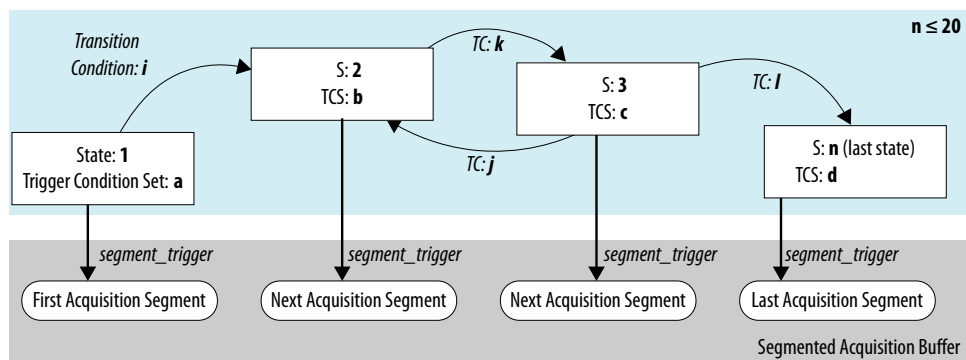 n ≤ 20
Transition
Condition: i
TC: k
S: 2
TCS: b
S: 3
TCS: c
TC: l
TC: j
State: 1
Trigger Condition Set: a
S: n (last state)
TCS: d
segment_trigger
segment_trigger
segment_trigger
segment_trigger
First Acquisition Segment
Next Acquisition Segment
Next Acquisition Segment
Last Acquisition Segment
Segmented Acquisition Buffer